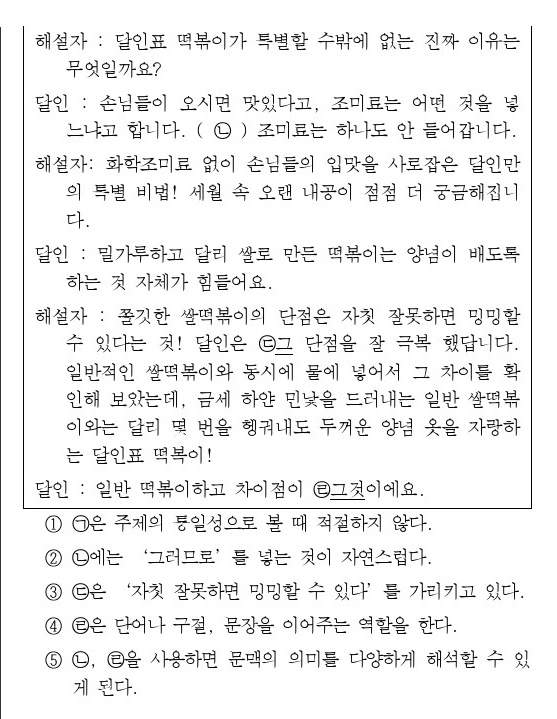 해설자 : 달인표 떡볶이가 특별할 수밖에 없는 진짜 이유는
무엇일까요?
달인 : 손님들이 오시면 맛있다고, 조미료는 어떤 것을 넣
느냐고 합니다. ( ㉡ ) 조미료는 하나도 안 들어갑니다.
해설자: 화학조미료 없이 손님들의 입맛을 사로잡은 달인만
의 특별 비법! 세월 속 오랜 내공이 점점 더 궁금해집니
다.
달인 : 밀가루하고 달리 쌀로 만든 떡볶이는 양념이 배도록
하는 것 자체가 힘들어요.
해설자 : 쫄깃한 쌀떡볶이의 단점은 자칫 잘못하면 밍밍할
수 있다는 것! 달인은 ㉢그 단점을 잘 극복 했답니다.
일반적인 쌀떡볶이와 동시에 물에 넣어서 그 차이를 확
인해 보았는데, 금세 하얀 민낯을 드러내는 일반 쌀떡볶
이와는 달리 몇 번을 헹궈내도 두꺼운 양념 옷을 자랑하
는 달인표 떡복이!
달인 : 일반 떡볶이하고 차이점이 ㉣그것이에요.
① ㉠은 주제의 통일성으로 볼 때 적절하지 않다.
② ㉡에는 ‘그러므로’를 넣는 것이 자연스럽다.
③ ㉢은 ‘자칫 잘못하면 밍밍할 수 있다’를 가리키고 있다.
④ ㉣은 단어나 구절, 문장을 이어주는 역할을 한다.
⑤ ㉡, ㉣을 사용하면 문맥의 의미를 다양하게 해석할 수 있
게 된다.